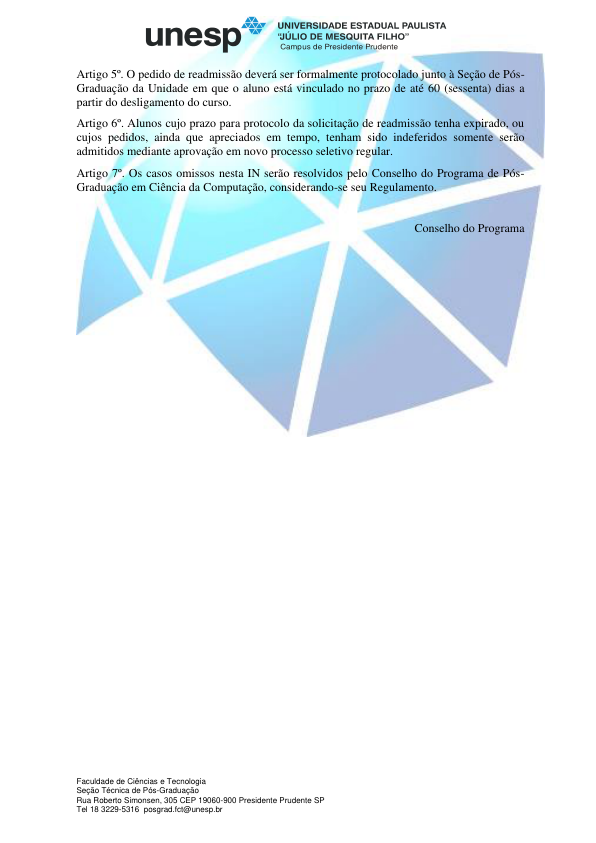 unesp
UNIVERSIDADE ESTADUAL PAULISTA
"JÚLIO DE MESQUITA FILHO"
Campus de Presidente Prudente
Artigo 5º. O pedido de readmissão deverá ser formalmente protocolado junto à Seção de Pós-
Graduação da Unidade em que o aluno está vinculado no prazo de até 60 (sessenta) dias a
partir do desligamento do curso.
Artigo 6º. Alunos cujo prazo para protocolo da solicitação de readmissão tenha expirado, ou
cujos pedidos, ainda que apreciados em tempo, tenham sido indeferidos somente serão
admitidos mediante aprovação em novo processo seletivo regular.
Artigo 7º. Os casos omissos nesta IN serão resolvidos pelo Conselho do Programa de Pós-
Graduação em Ciência da Computação, considerando-se seu Regulamento.
Conselho do Programa
Faculdade de Ciências e Tecnologia
Seção Técnica de Pós-Graduação
Rua Roberto Simonsen, 305 CEP 19060-900 Presidente Prudente SP
Tel 18 3229-5316 posgrad.fct@unesp.br